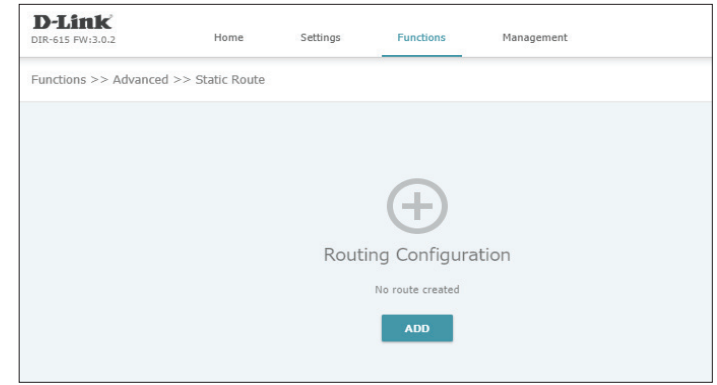 D-Link
DIR-615 FW:3.0.2
Home Settings Functions Management
Functions >> Advanced >> Static Route
Routing Configuration
No route created
ADD